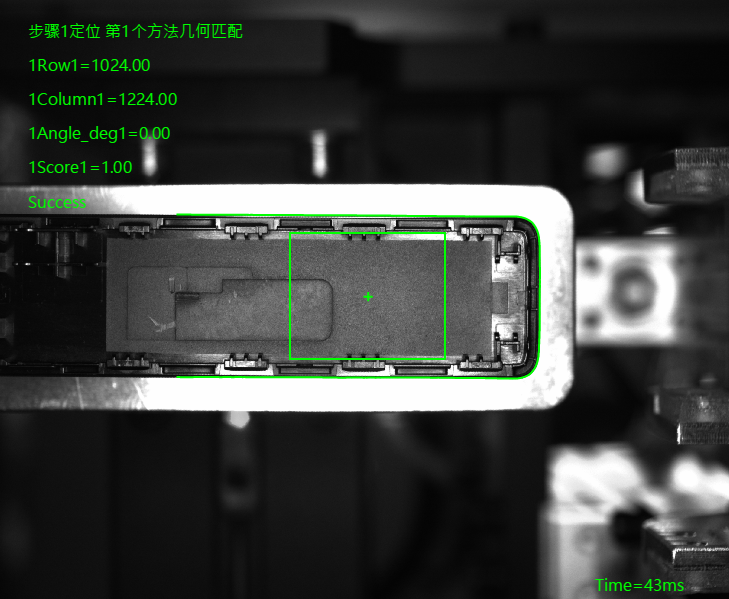 步骤1定位 第1个方法几何匹配
1Row1=1024.00
1Column1=1224.00
1Angle_deg1=0.00
1Score1=1.00
Success
Time=43ms